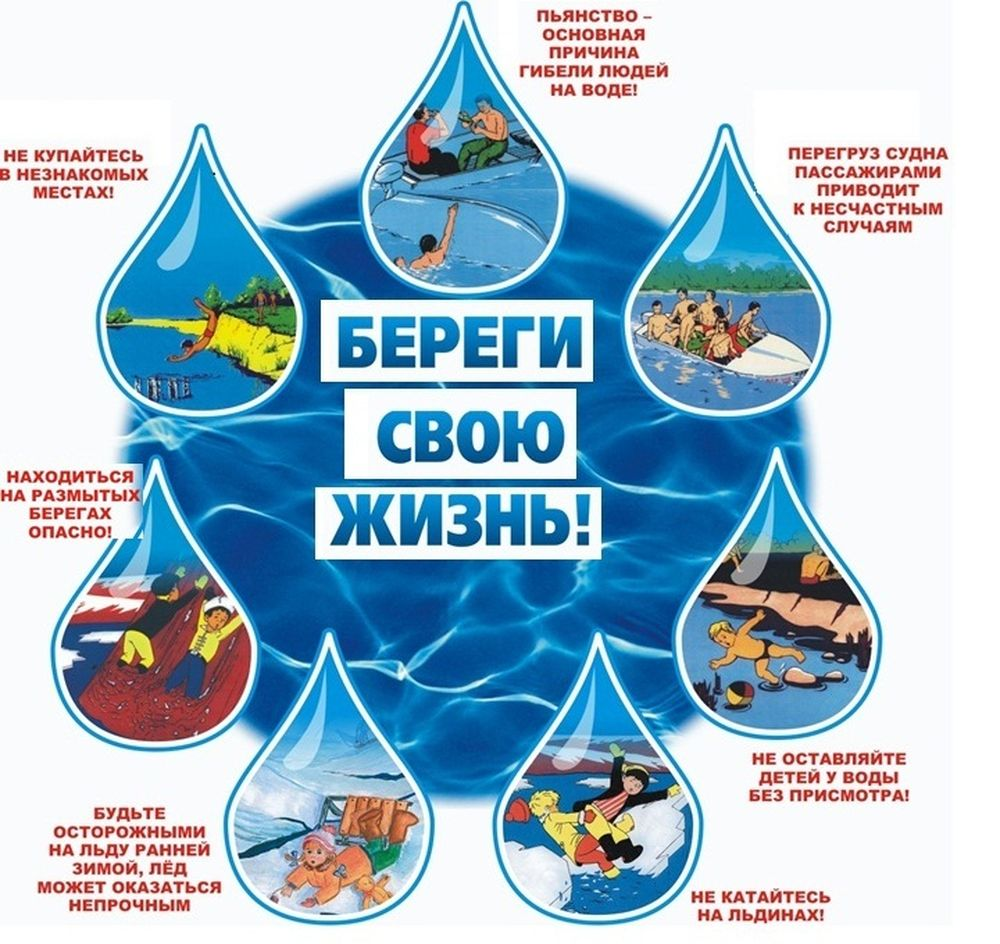 ПЬЯНСТВО –
ОСНОВНАЯ
ПРИЧИНА
ГИБЕЛИ ЛЮДЕЙ
НА ВОДЕ!
НЕ КУПАЙТЕСЬ
В НЕЗНАКОМЫХ
МЕСТАХ!
ПЕРЕГРУЗ СУДНА
ПАССАЖИРАМИ
ПРИВОДИТ
К НЕСЧАСТНЫМ
СЛУЧАЯМ
БЕРЕГИ
СВОЮ
ЖИЗНЬ!
НАХОДИТЬСЯ
НА РАЗМЫТЫХ
БЕРЕГАХ
ОПАСНО!
НЕ ОСТАВЛЯЙТЕ
ДЕТЕЙ У ВОДЫ
БЕЗ ПРИСМОТРА!
БУДЬТЕ
ОСТОРОЖНЫМИ
НА ЛЬДУ РАННЕЙ
ЗИМОЙ, ЛЁД
МОЖЕТ ОКАЗАТЬСЯ
НЕПРОЧНЫМ
НЕ КАТАЙТЕСЬ
НА ЛЬДИНАХ!